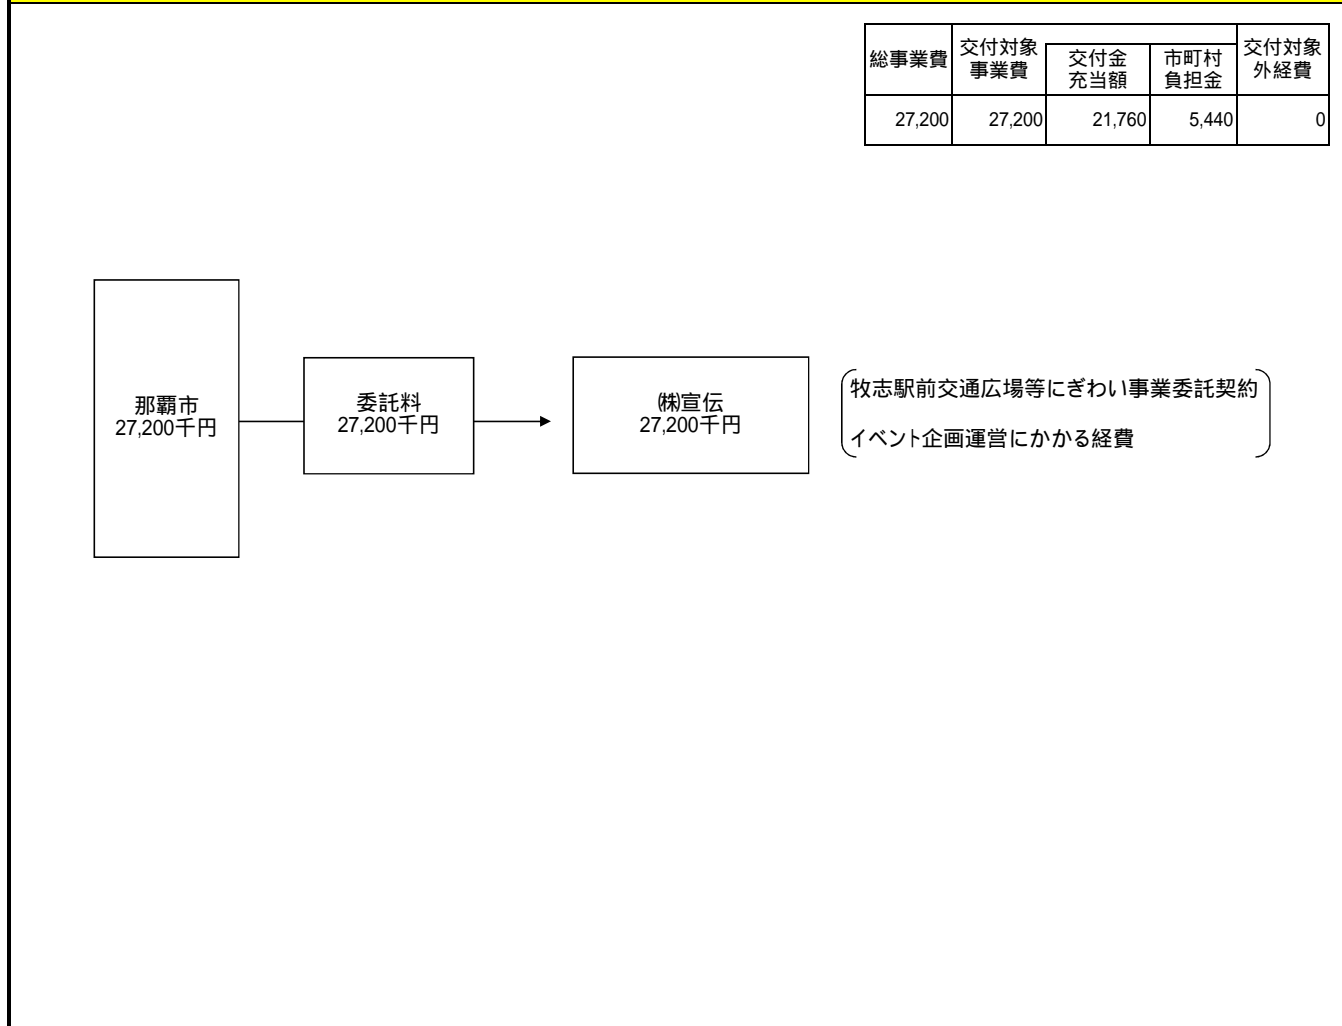 総事業費
交付対象
事業費
交付金
充当額
市町村
負担金
交付対象
外経費
27,200 27,200 21,760 5,440 0
那覇市
27,200千円
委託料
27,200千円
㈱宣伝
27,200千円
牧志駅前交通広場等にぎわい事業委託契約
イベント企画運営にかかる経費